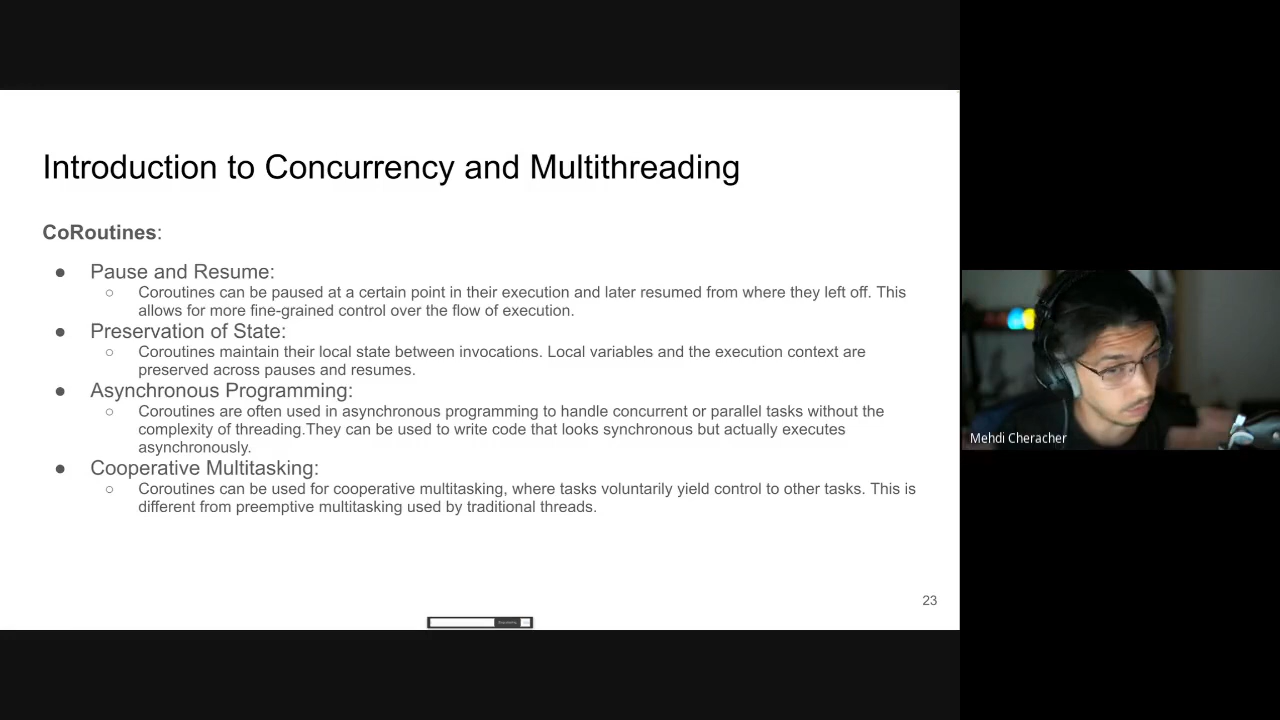 Introduction to Concurrency and Multithreading
CoRoutines:
● Pause and Resume:
○ Coroutines can be paused at a certain point in their execution and later resumed from where they left off. This
allows for more fine-grained control over the flow of execution.
● Preservation of State:
○ Coroutines maintain their local state between invocations. Local variables and the execution context are
preserved across pauses and resumes.
● Asynchronous Programming:
○ Coroutines are often used in asynchronous programming to handle concurrent or parallel tasks without the
complexity of threading.They can be used to write code that looks synchronous but actually executes
asynchronously.
● Cooperative Multitasking:
○ Coroutines can be used for cooperative multitasking, where tasks voluntarily yield control to other tasks. This is
different from preemptive multitasking used by traditional threads.
23
Mehdi Cheracher